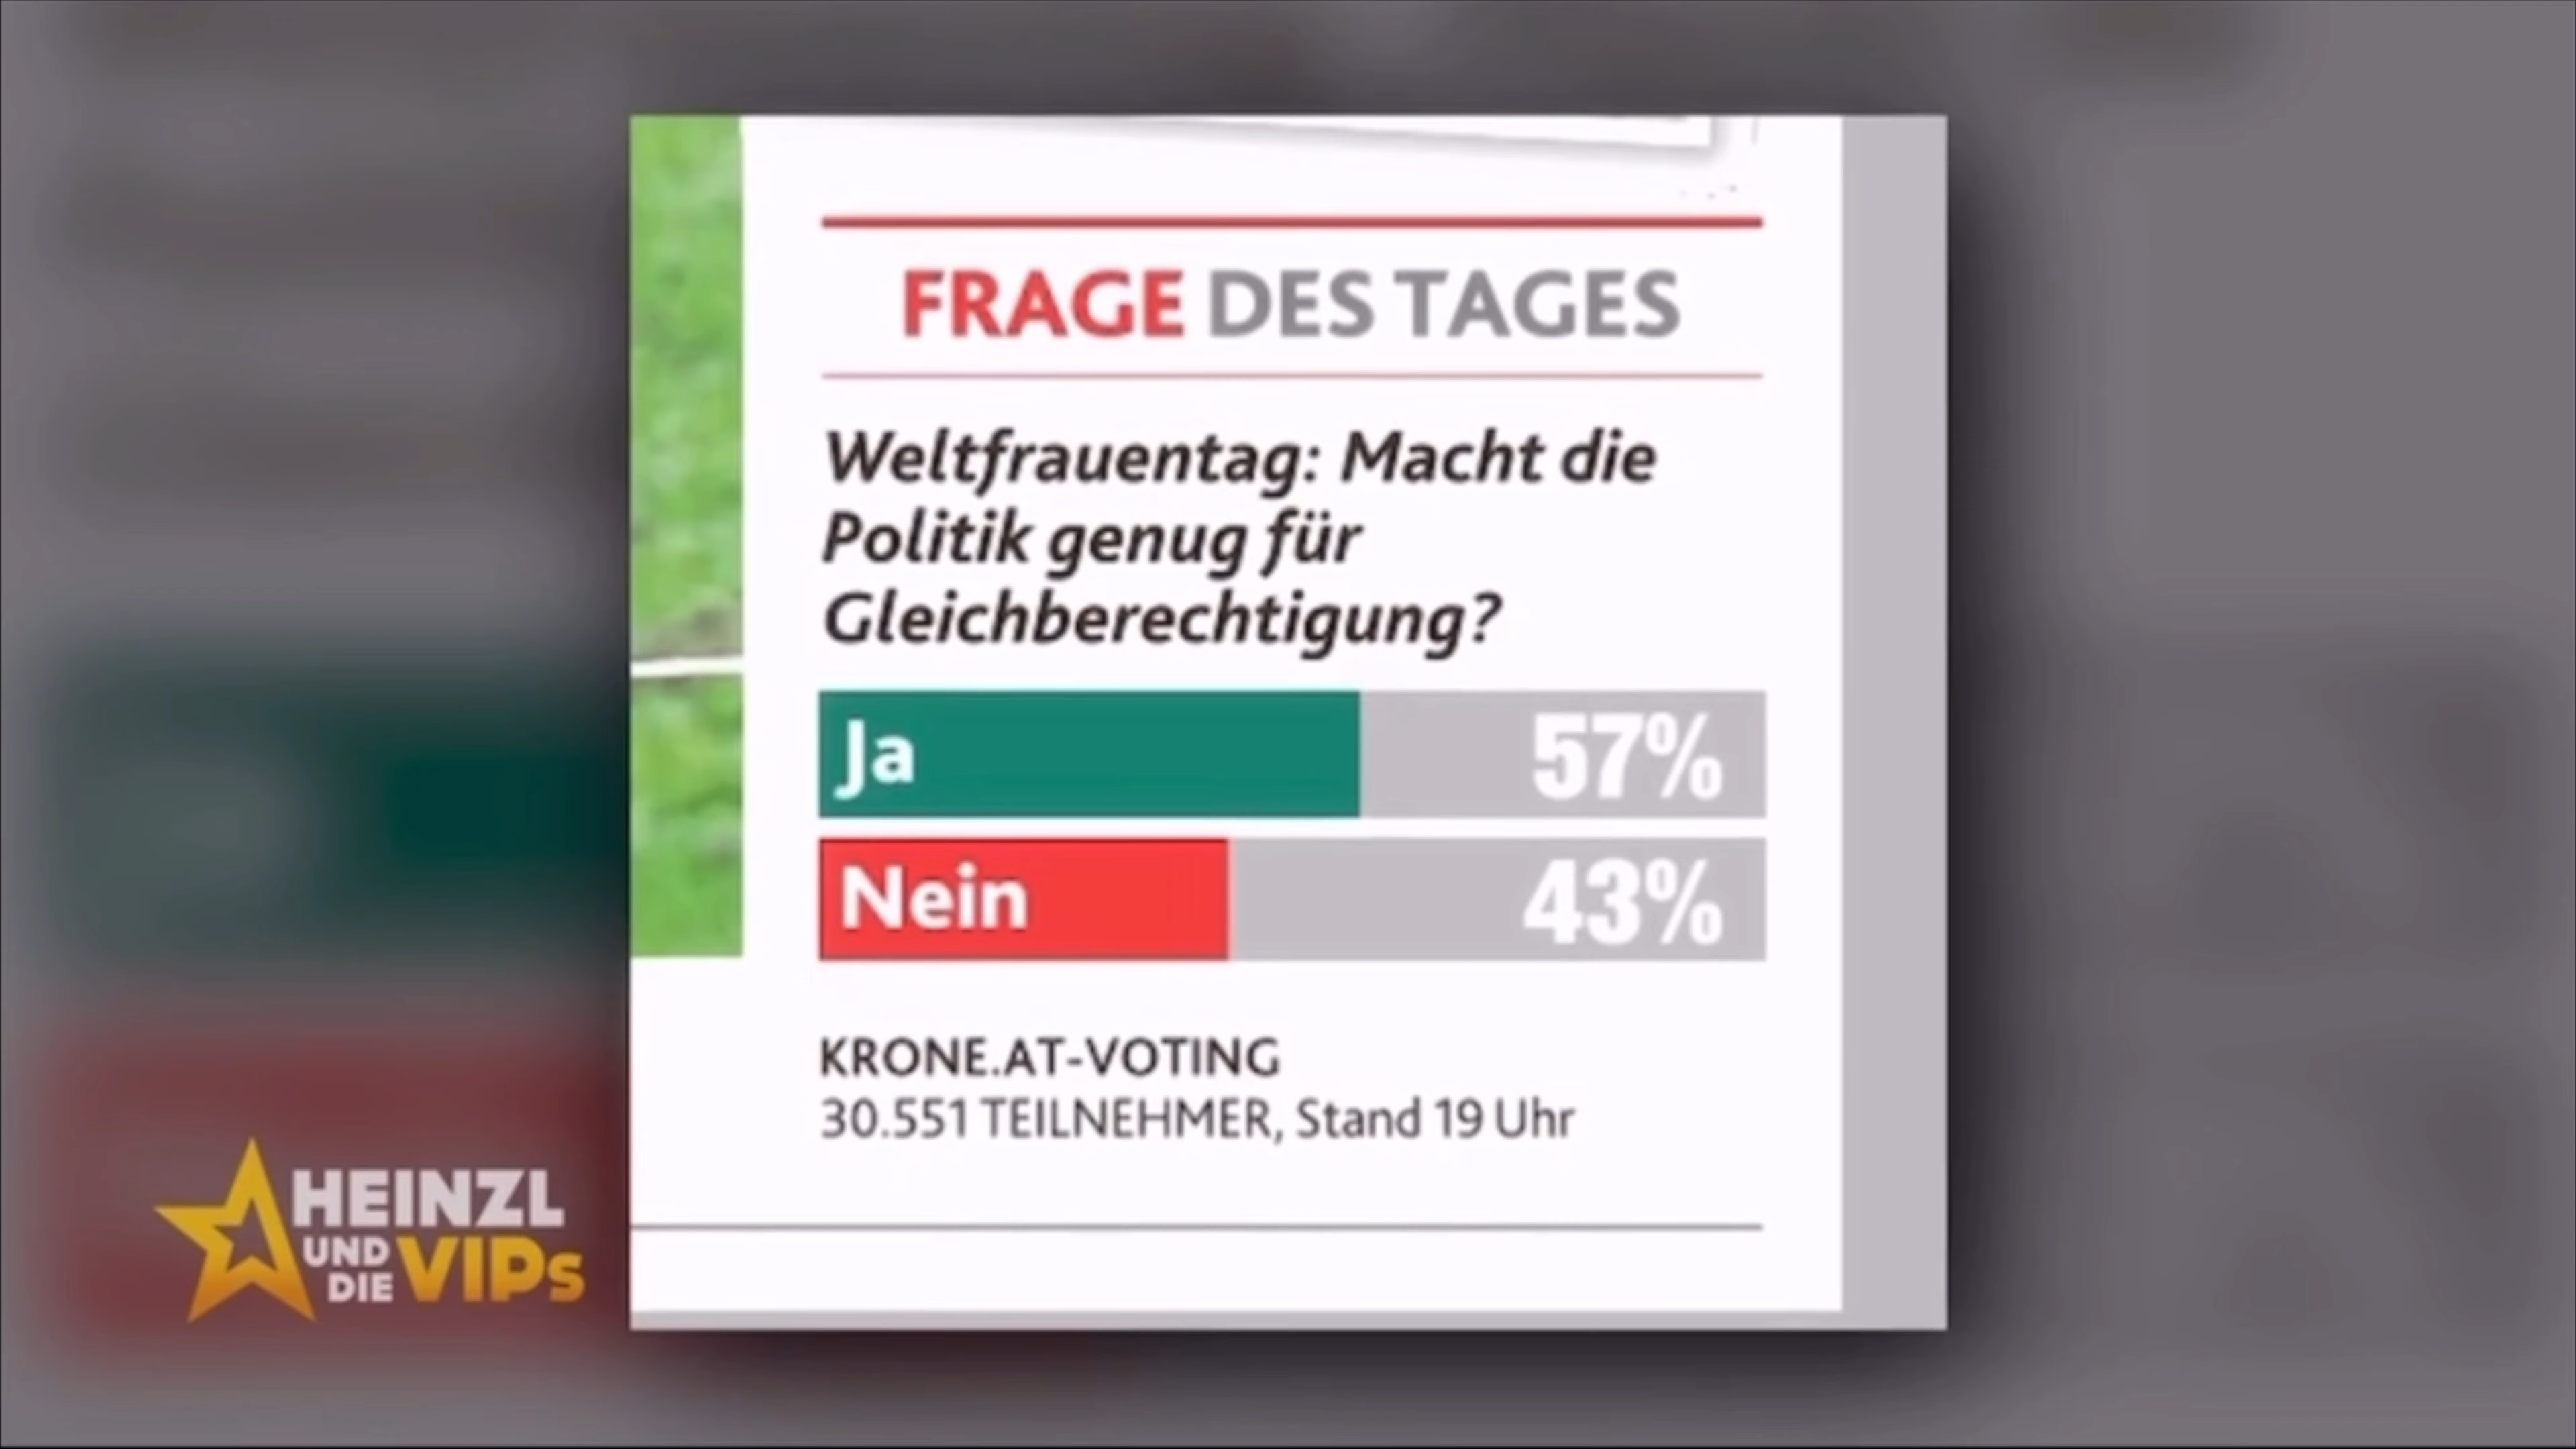 FRAGE DES TAGES
Weltfrauentag: Macht die
Politik genug für
Gleichberechtigung?
Ja 57%
Nein 43%
KRONE.AT-VOTING
30.551 TEILNEHMER, Stand 19 Uhr
HEINZL
UND
DIE VIPs